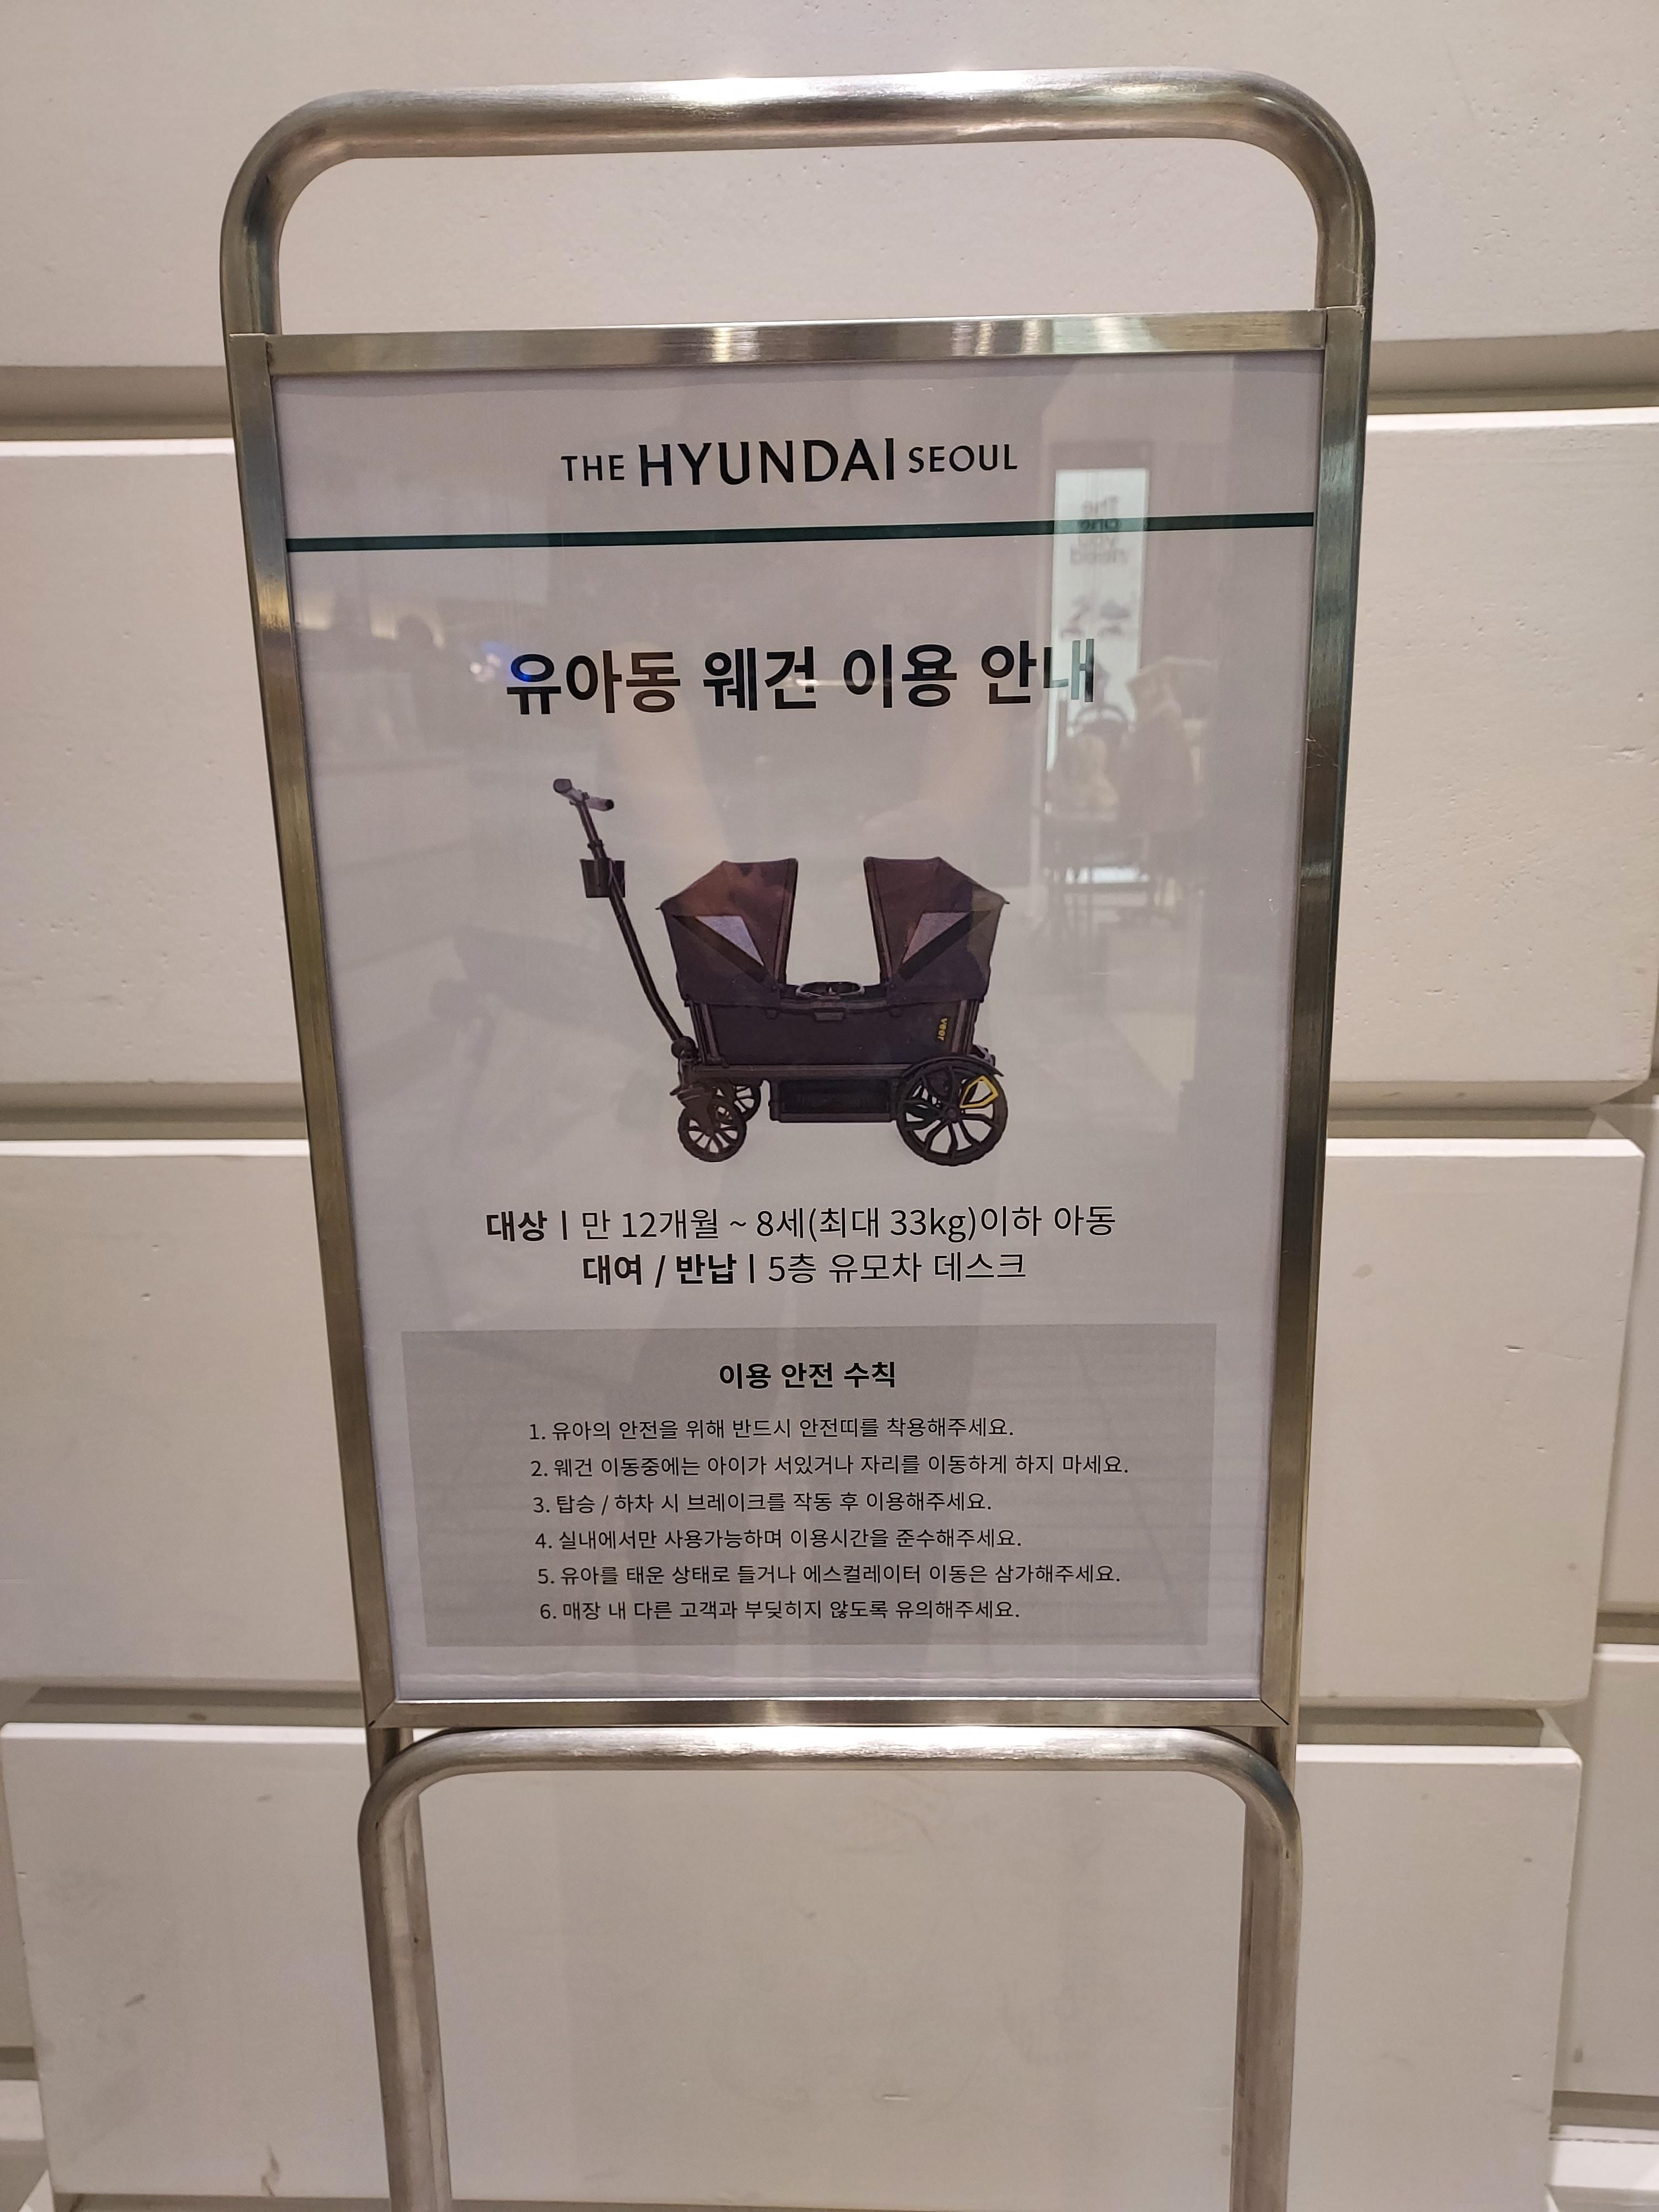 THE HYUNDAI SEOUL
유아동 웨건 이용 안내
veer
대상 | 만 12개월 ~ 8세(최대 33kg)이하 아동
대여 / 반납 | 5층 유모차 데스크
이용 안전 수칙
1. 유아의 안전을 위해 반드시 안전띠를 착용해주세요.
2. 웨건 이동중에는 아이가 서있거나 자리를 이동하게 하지 마세요.
3. 탑승 / 하차 시 브레이크를 작동 후 이용해주세요.
4. 실내에서만 사용가능하며 이용시간을 준수해주세요.
5. 유아를 태운 상태로 들거나 에스컬레이터 이동은 삼가해주세요.
6. 매장 내 다른 고객과 부딪히지 않도록 유의해주세요.